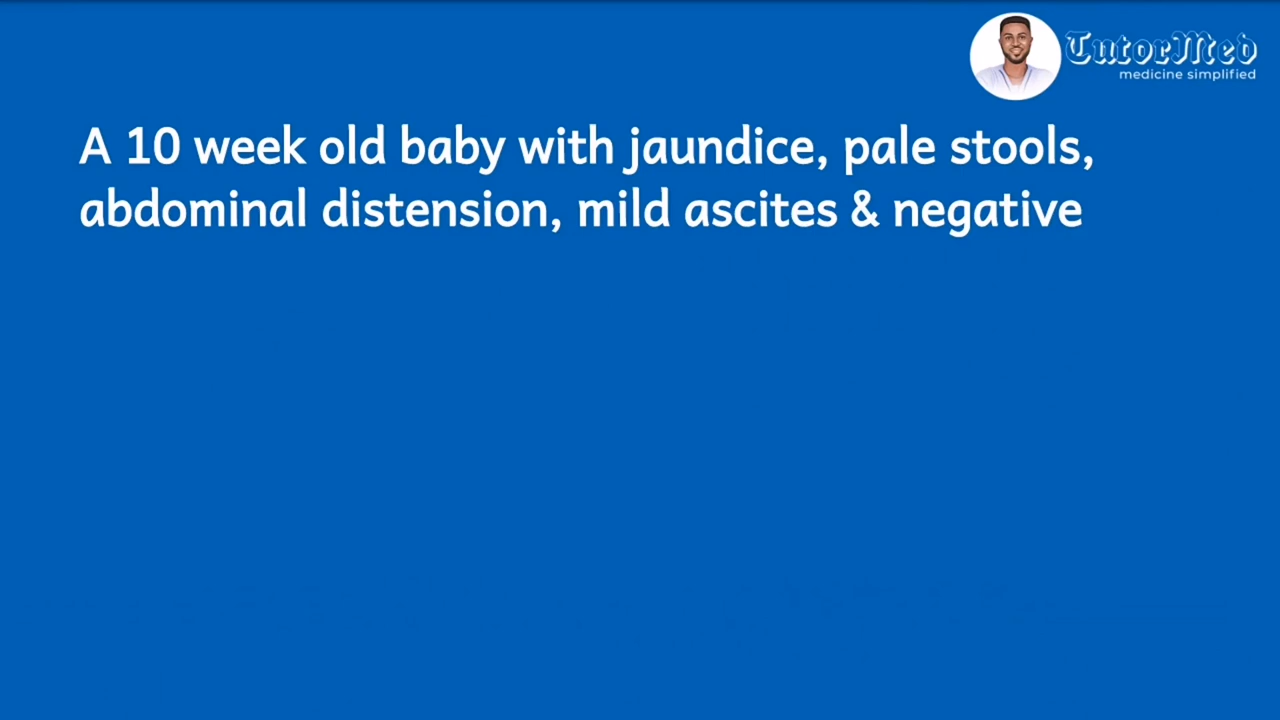 TutorMed
medicine simplified
A 10 week old baby with jaundice, pale stools,
abdominal distension, mild ascites & negative